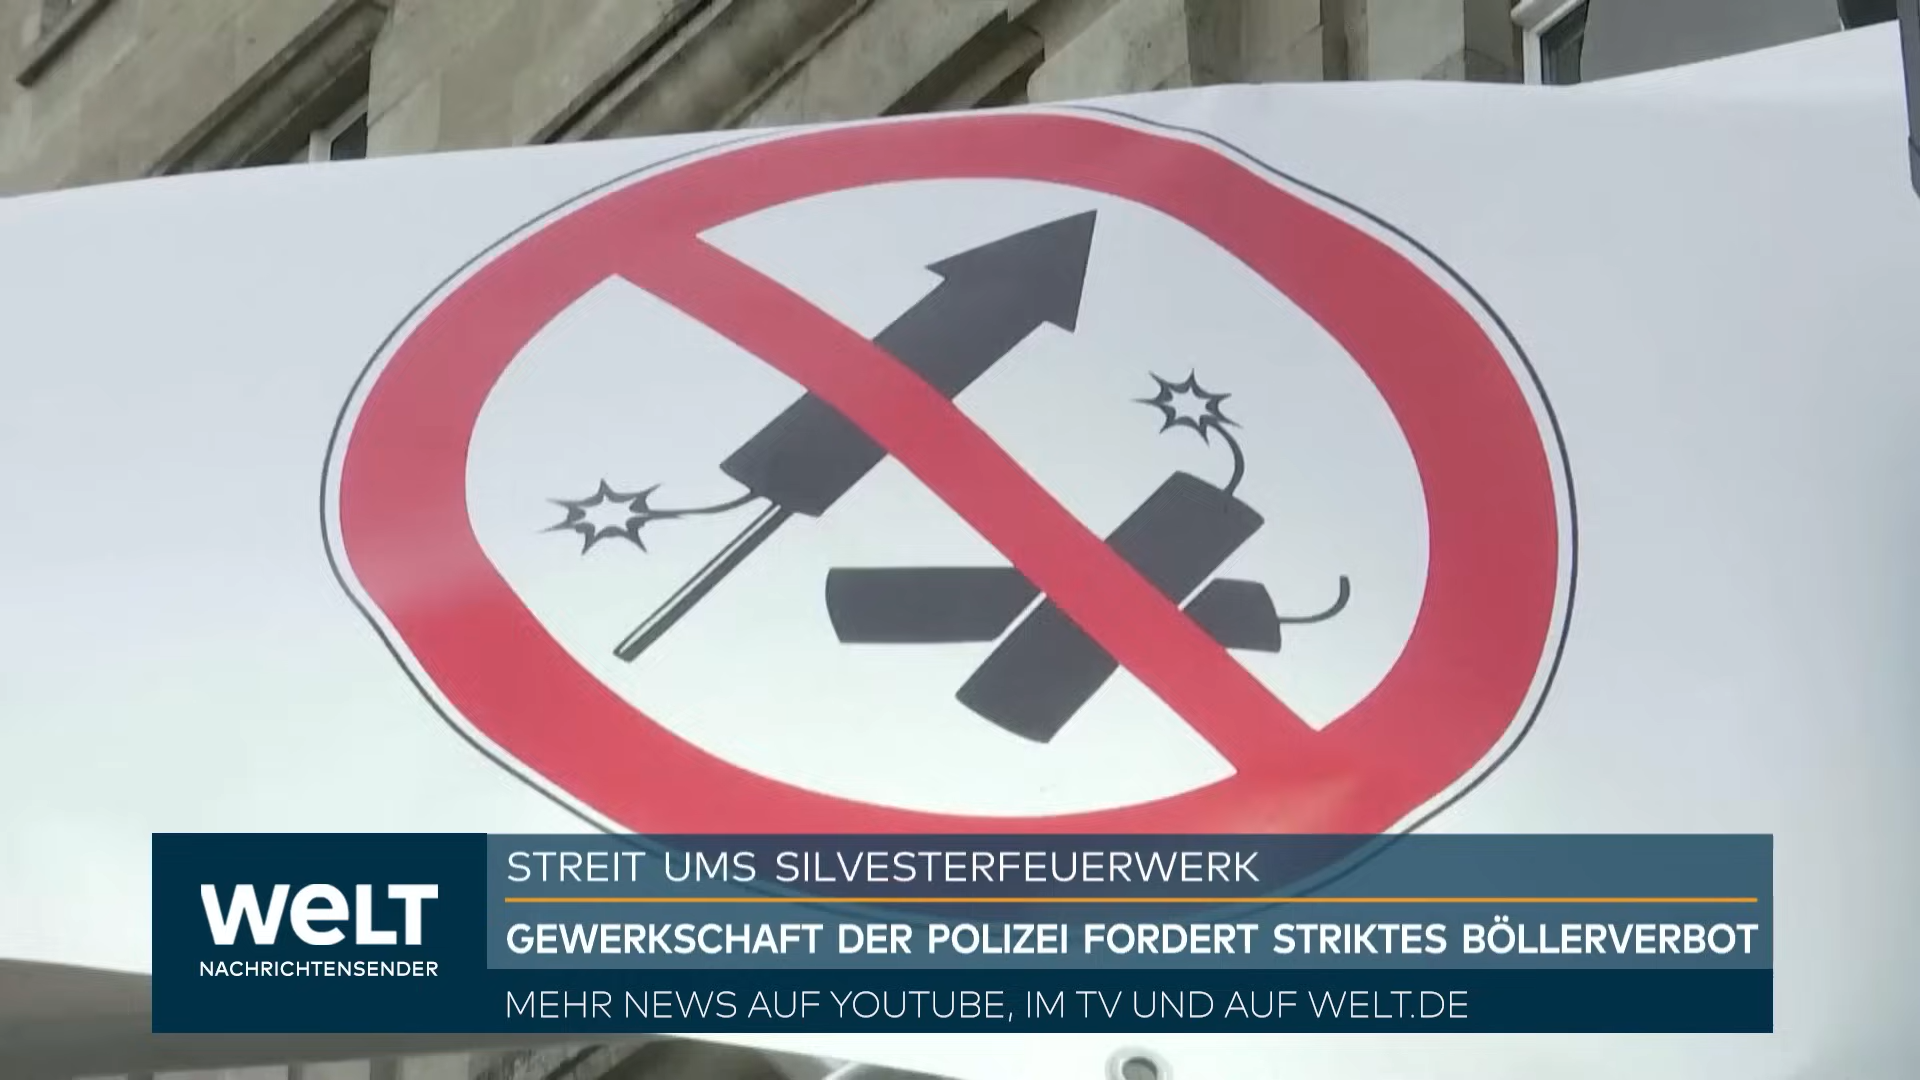 STREIT UMS SILVESTERFEUERWERK
GEWERKSCHAFT DER POLIZEI FORDERT STRIKTES BÖLLERVERBOT
WELT
NACHRICHTENSENDER
MEHR NEWS AUF YOUTUBE, IM TV UND AUF WELT.DE